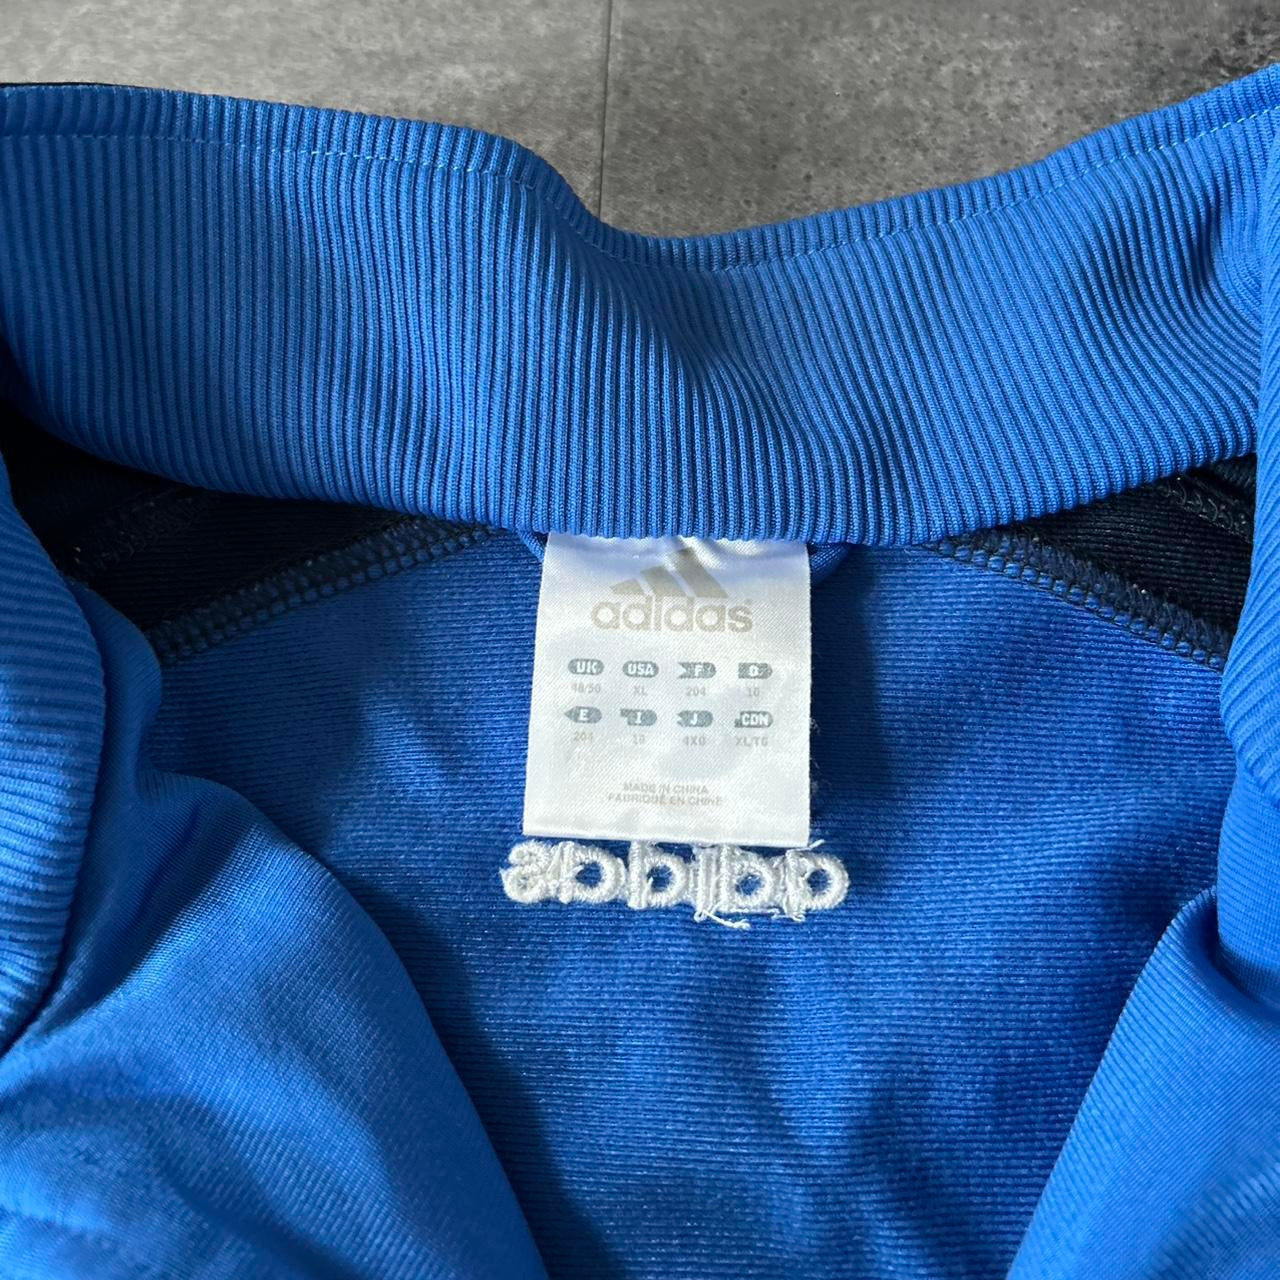 adidas
UK USA F D
48/50 XL 204 10
E I J CDN
204 10 4XO XL/TG
MADE IN CHINA
FABRIQUÉ EN CHINE
adidas